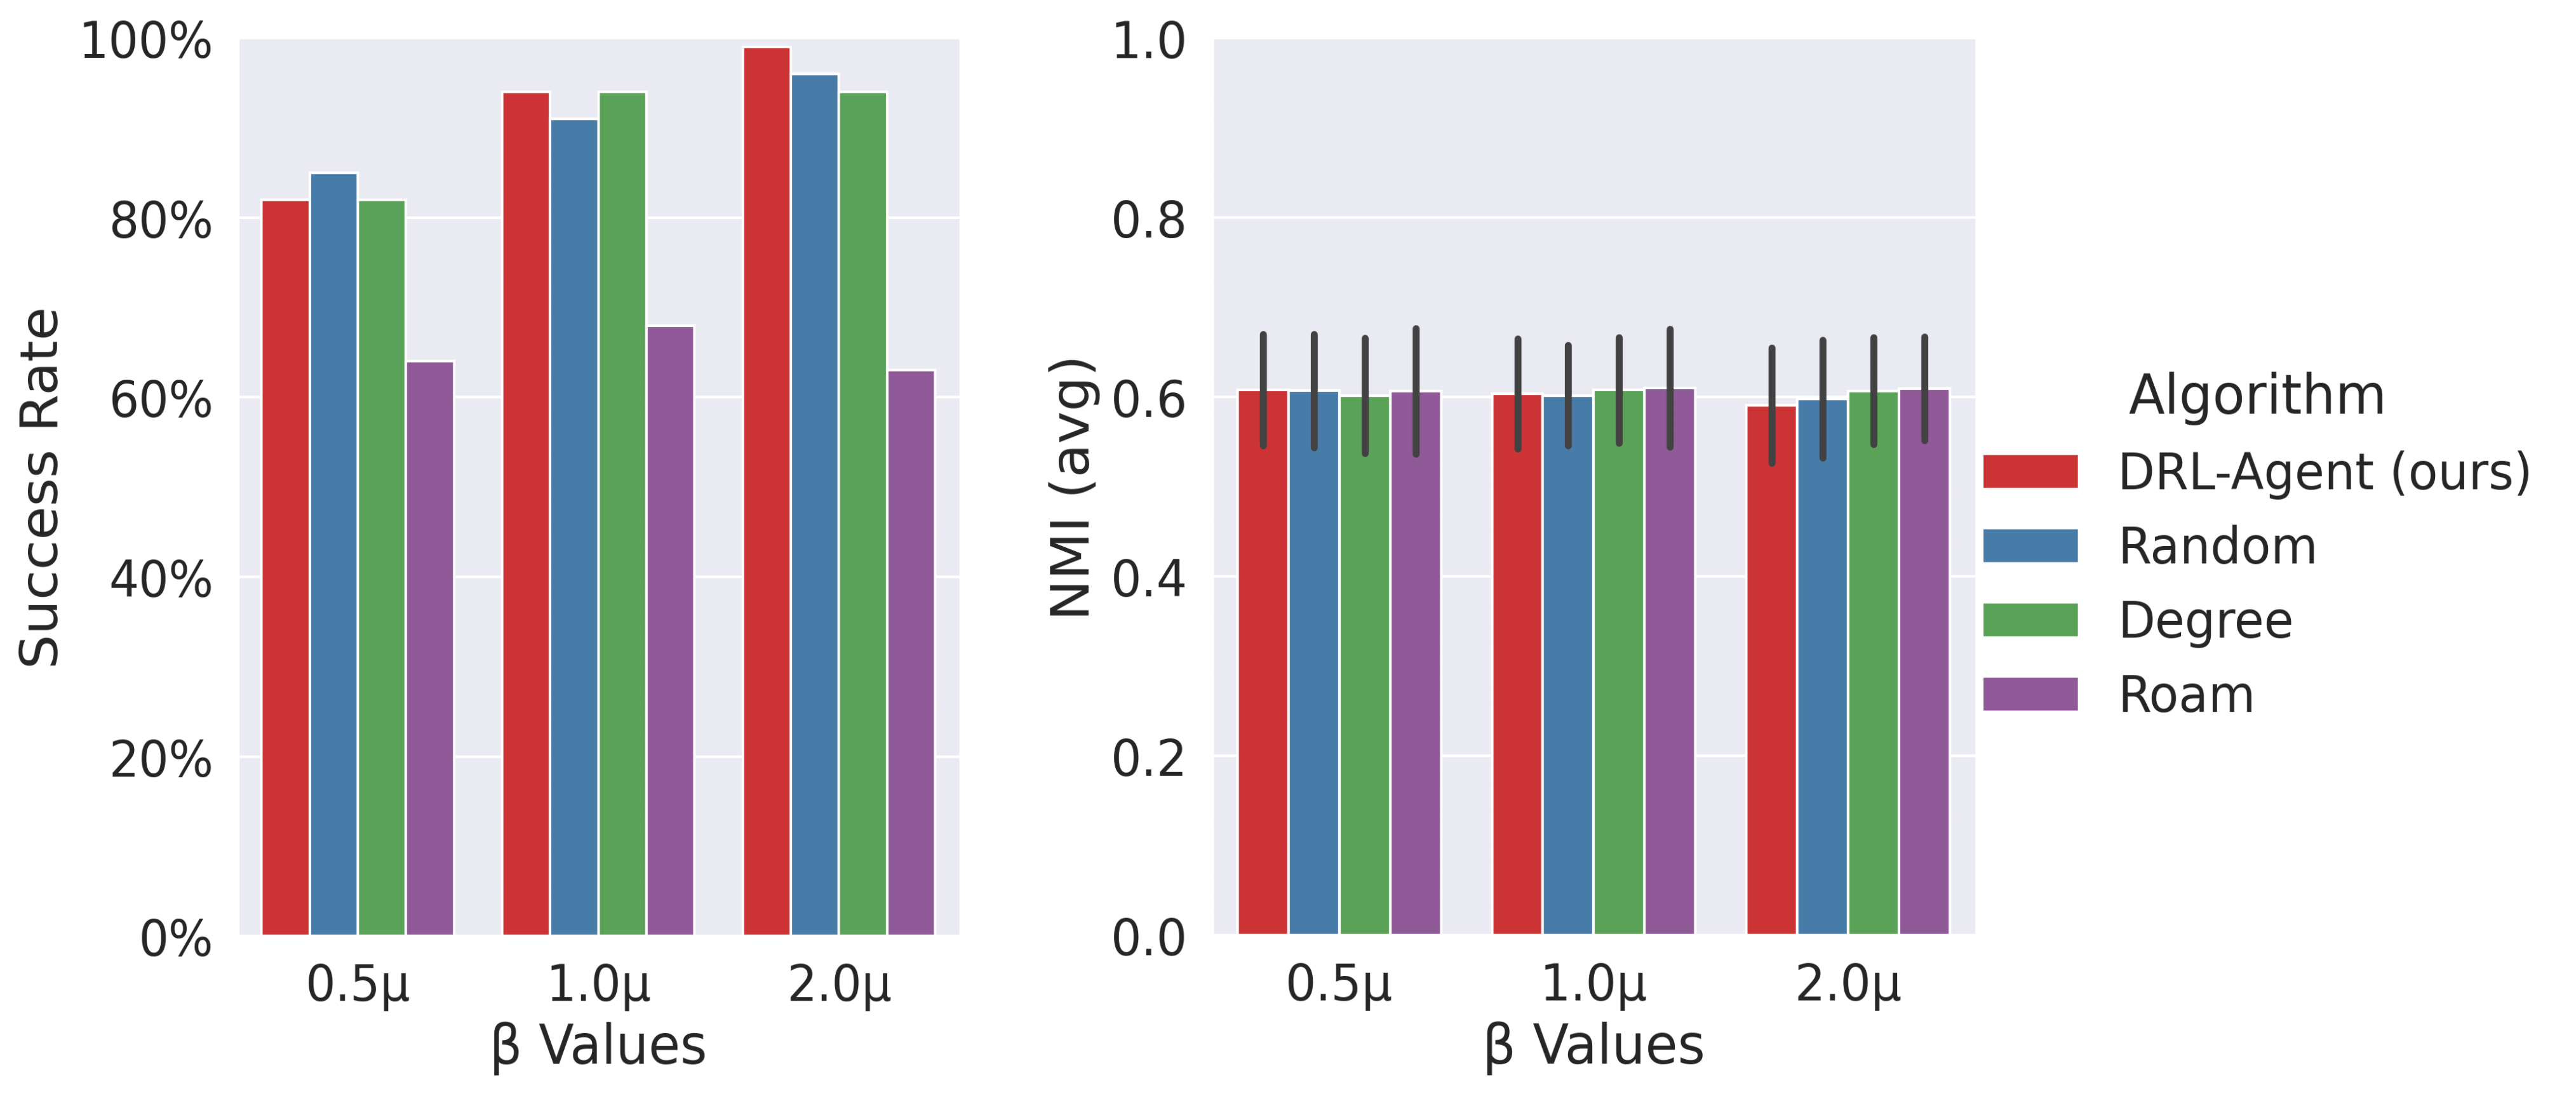 Success Rate
100%
80%
60%
40%
20%
0%
0.5μ 1.0μ 2.0μ
β Values
NMI (avg)
1.0
0.8
0.6
0.4
0.2
0.0
0.5μ 1.0μ 2.0μ
β Values
Algorithm
DRL-Agent (ours)
Random
Degree
Roam